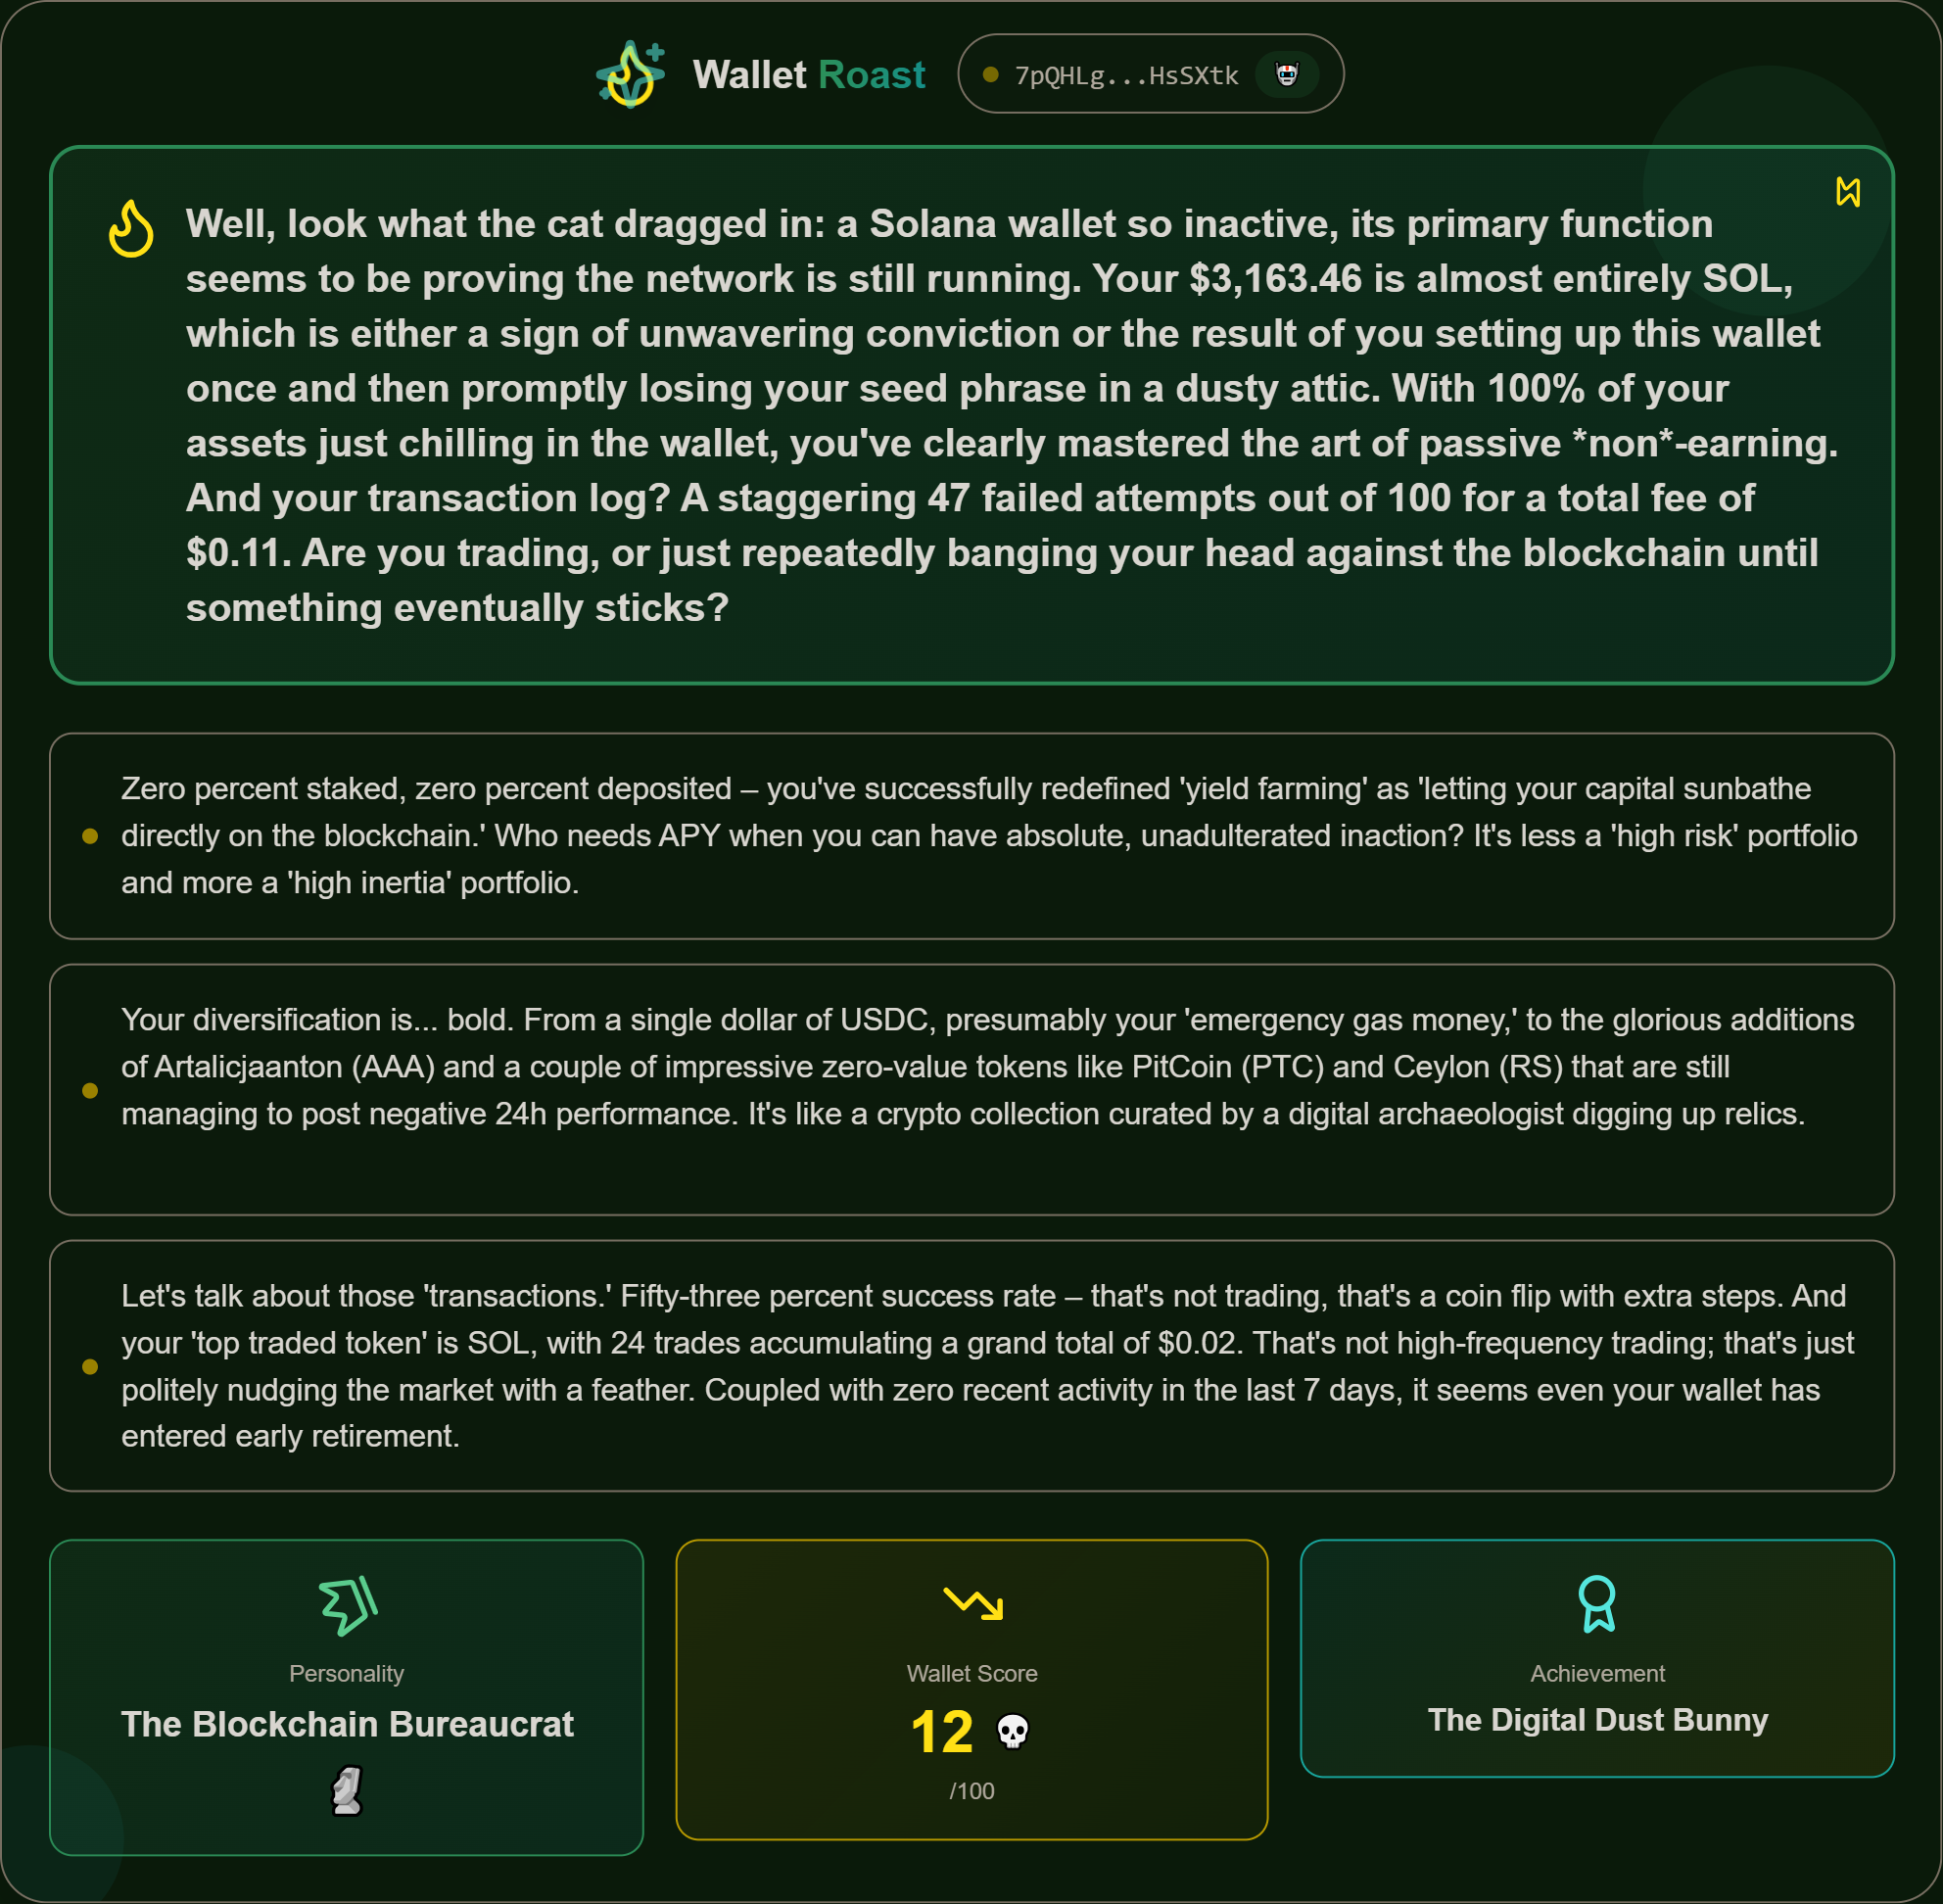 Wallet Roast
7pQHLg...HsSXtk
Well, look what the cat dragged in: a Solana wallet so inactive, its primary function
seems to be proving the network is still running. Your $3,163.46 is almost entirely SOL,
which is either a sign of unwavering conviction or the result of you setting up this wallet
once and then promptly losing your seed phrase in a dusty attic. With 100% of your
assets just chilling in the wallet, you've clearly mastered the art of passive *non*-earning.
And your transaction log? A staggering 47 failed attempts out of 100 for a total fee of
$0.11. Are you trading, or just repeatedly banging your head against the blockchain until
something eventually sticks?
Zero percent staked, zero percent deposited – you've successfully redefined 'yield farming' as 'letting your capital sunbathe
directly on the blockchain.' Who needs APY when you can have absolute, unadulterated inaction? It's less a 'high risk' portfolio
and more a 'high inertia' portfolio.
Your diversification is... bold. From a single dollar of USDC, presumably your 'emergency gas money,' to the glorious additions
of Artalicjaanton (AAA) and a couple of impressive zero-value tokens like PitCoin (PTC) and Ceylon (RS) that are still
managing to post negative 24h performance. It's like a crypto collection curated by a digital archaeologist digging up relics.
Let's talk about those 'transactions.' Fifty-three percent success rate – that's not trading, that's a coin flip with extra steps. And
your 'top traded token' is SOL, with 24 trades accumulating a grand total of $0.02. That's not high-frequency trading; that's just
politely nudging the market with a feather. Coupled with zero recent activity in the last 7 days, it seems even your wallet has
entered early retirement.
Personality
The Blockchain Bureaucrat
Wallet Score
12
/100
Achievement
The Digital Dust Bunny